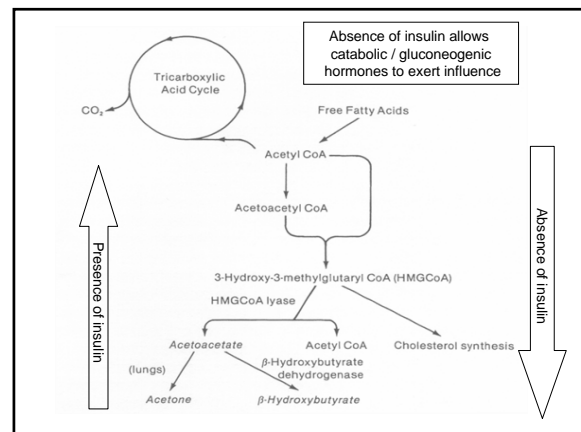 Absence of insulin allows
catabolic / gluconeogenic
hormones to exert influence
Tricarboxylic
Acid Cycle
CO₂
Free Fatty Acids
Acetyl CoA
Acetoacetyl CoA
3-Hydroxy-3-methylglutaryl CoA (HMGCoA)
HMGCoA lyase
Acetoacetate
Acetyl CoA
Cholesterol synthesis
(lungs)
β-Hydroxybutyrate
dehydrogenase
Acetone
β-Hydroxybutyrate
Presence of insulin
Absence of insulin